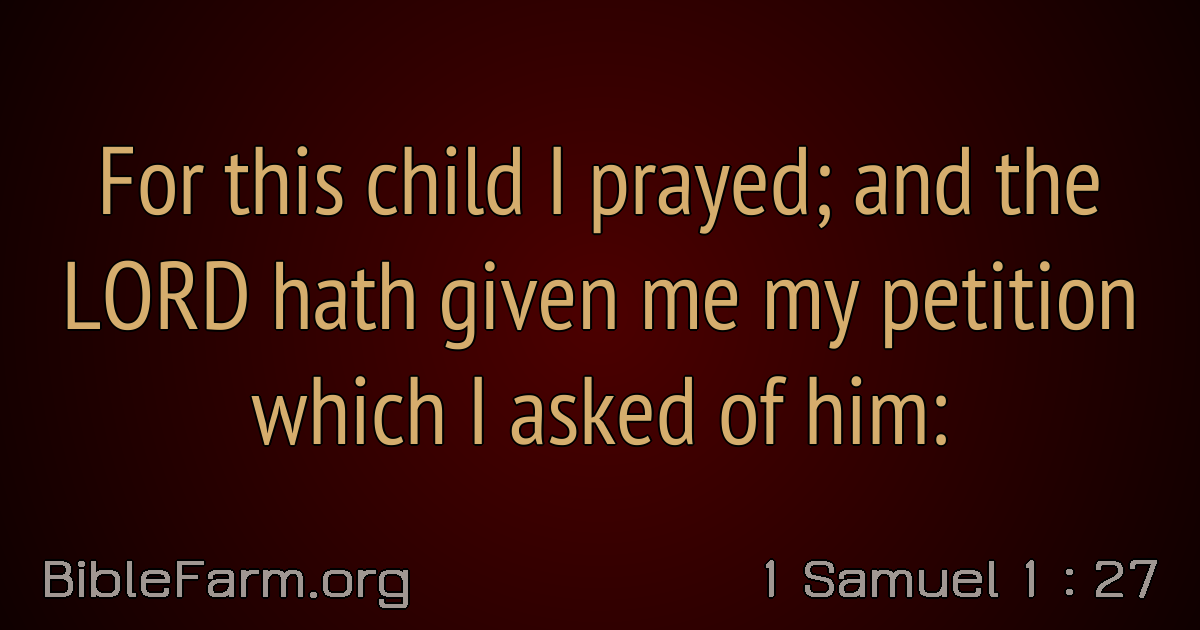 For this child I prayed; and the
LORD hath given me my petition
which I asked of him:
BibleFarm.org
1 Samuel 1 : 27